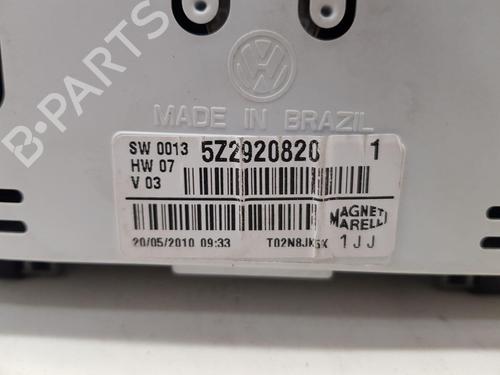 B-PARTS
MADE IN BRAZIL
SW 0013 5Z2920820 1
HW 07
V 03
MAGNETI
MARELLI
20/05/2010 09:33 1JJ